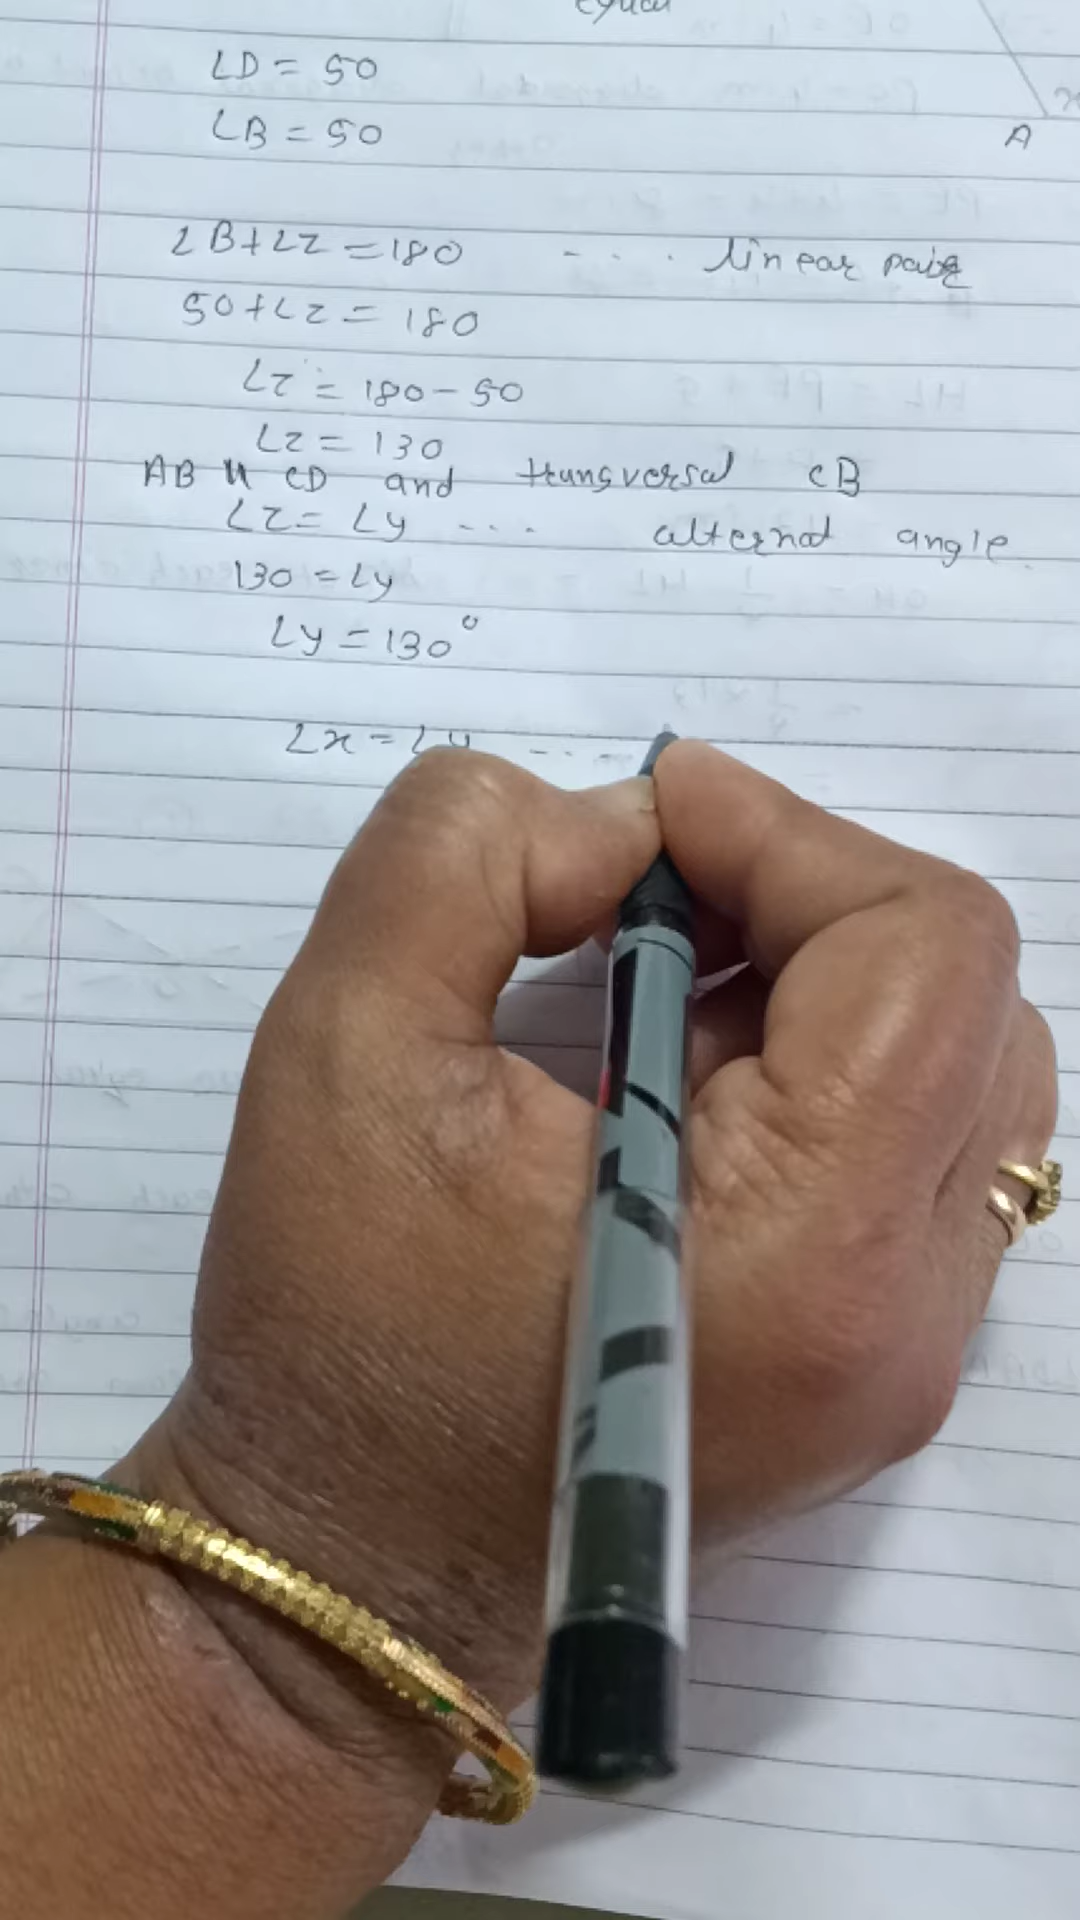 equal
∠D = 50
x
∠B = 50
A
∠B+∠z = 180 .... linear pair
50+∠z = 180
∠z = 180-50
∠z = 130
AB || CD and transversal CB
∠z = ∠y .... alternat angle.
130 = ∠y
∠y = 130°
∠x = ∠y ....